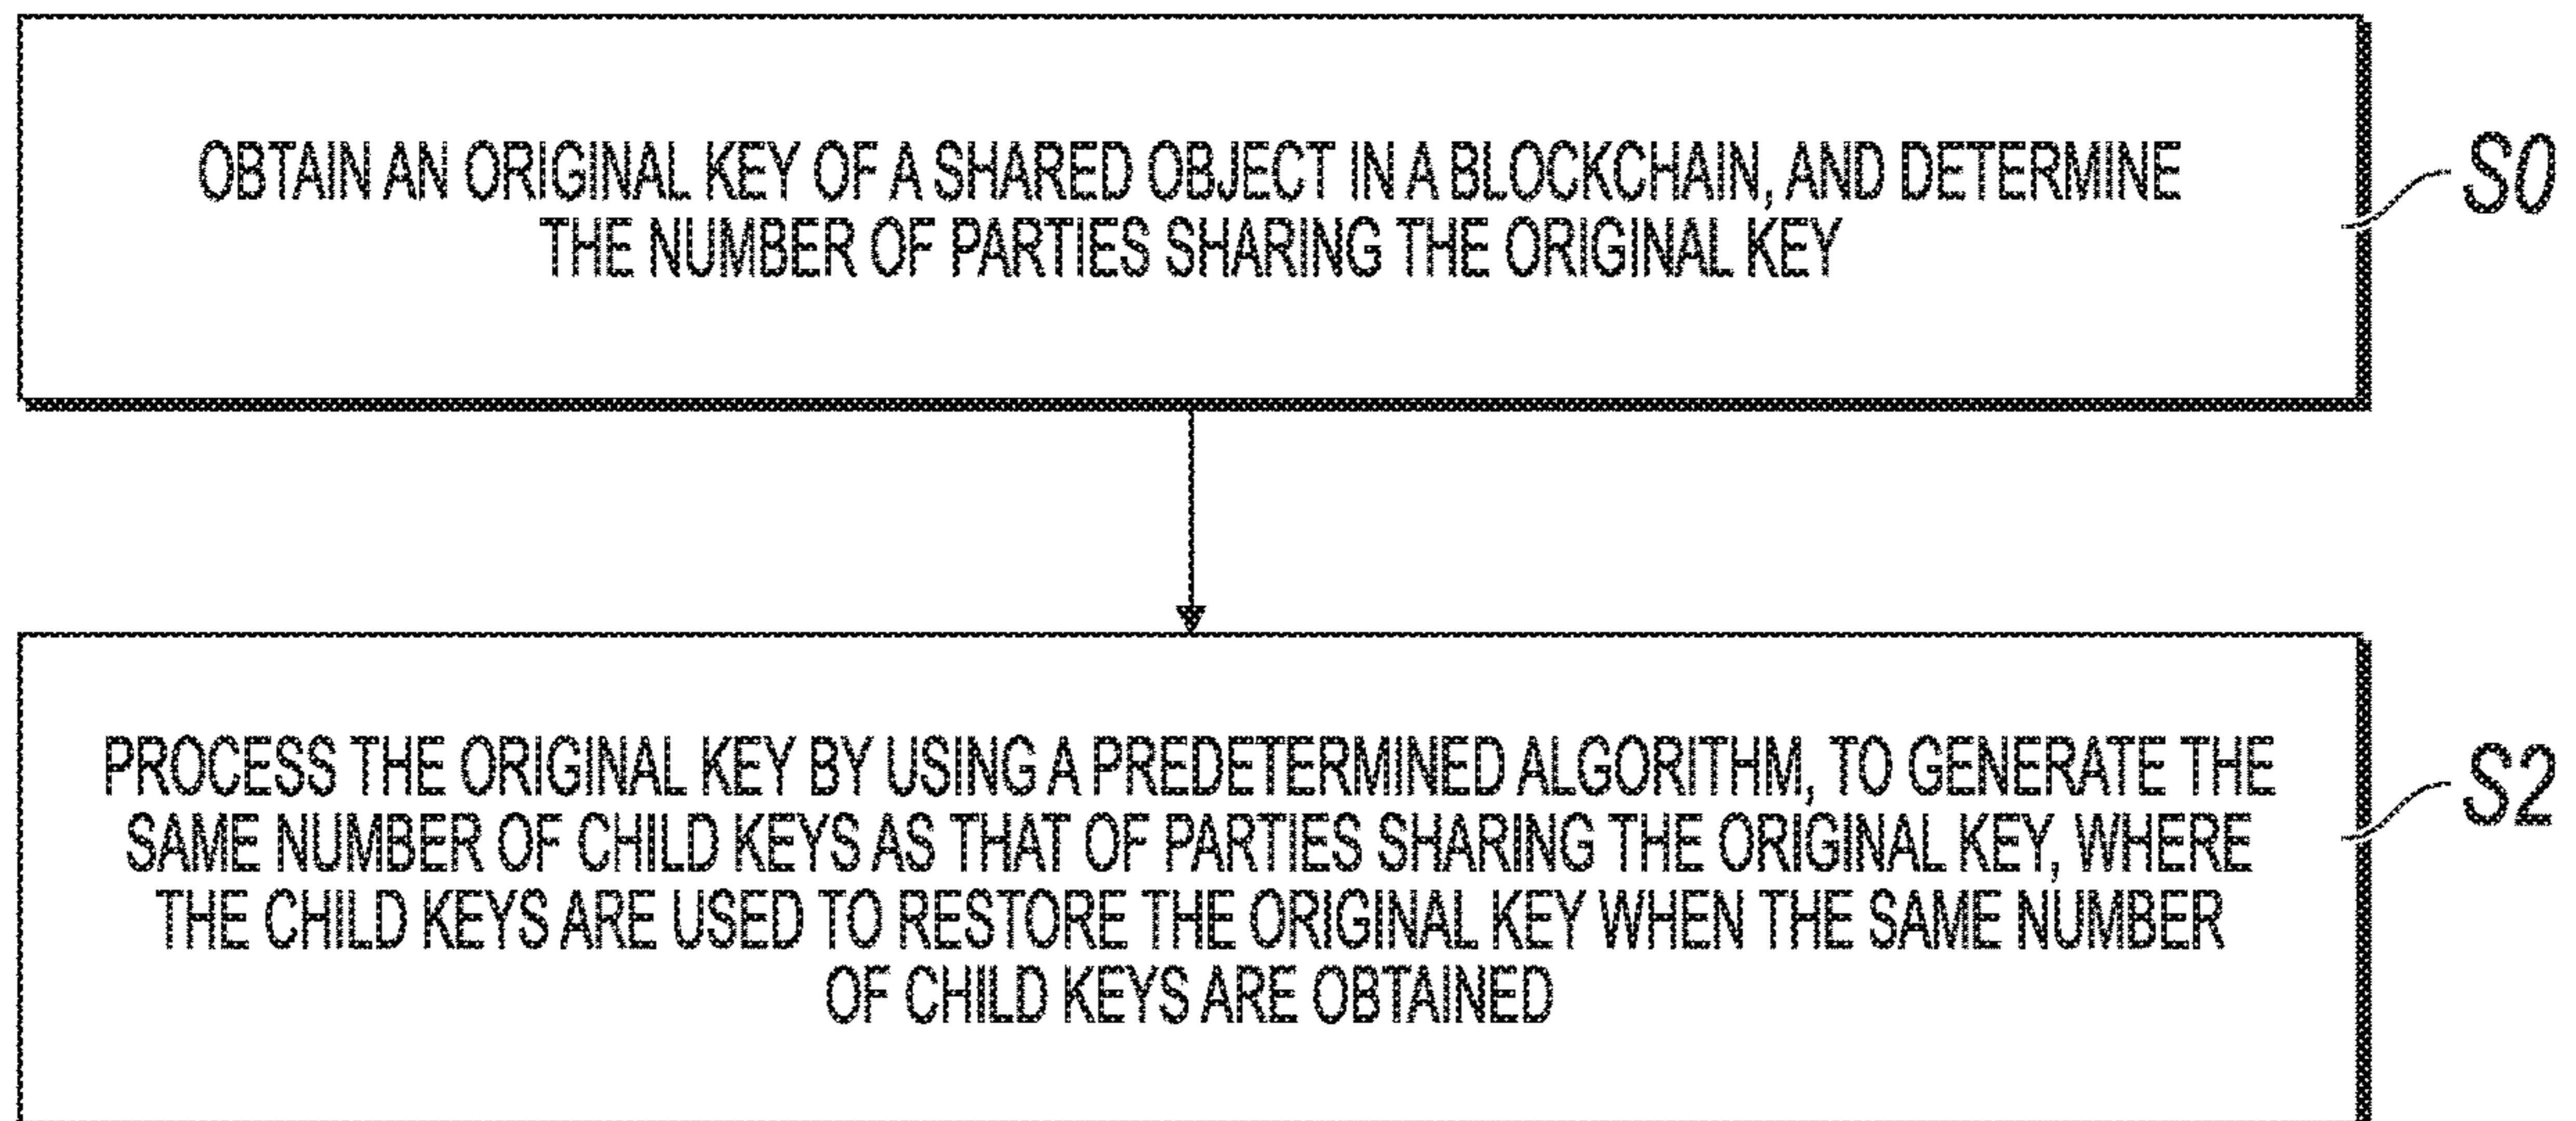 OBTAIN AN ORIGINAL KEY OF A SHARED OBJECT IN A BLOCKCHAIN, AND DETERMINE
THE NUMBER OF PARTIES SHARING THE ORIGINAL KEY
S0
PROCESS THE ORIGINAL KEY BY USING A PREDETERMINED ALGORITHM, TO GENERATE THE
SAME NUMBER OF CHILD KEYS AS THAT OF PARTIES SHARING THE ORIGINAL KEY, WHERE
THE CHILD KEYS ARE USED TO RESTORE THE ORIGINAL KEY WHEN THE SAME NUMBER
OF CHILD KEYS ARE OBTAINED
S2